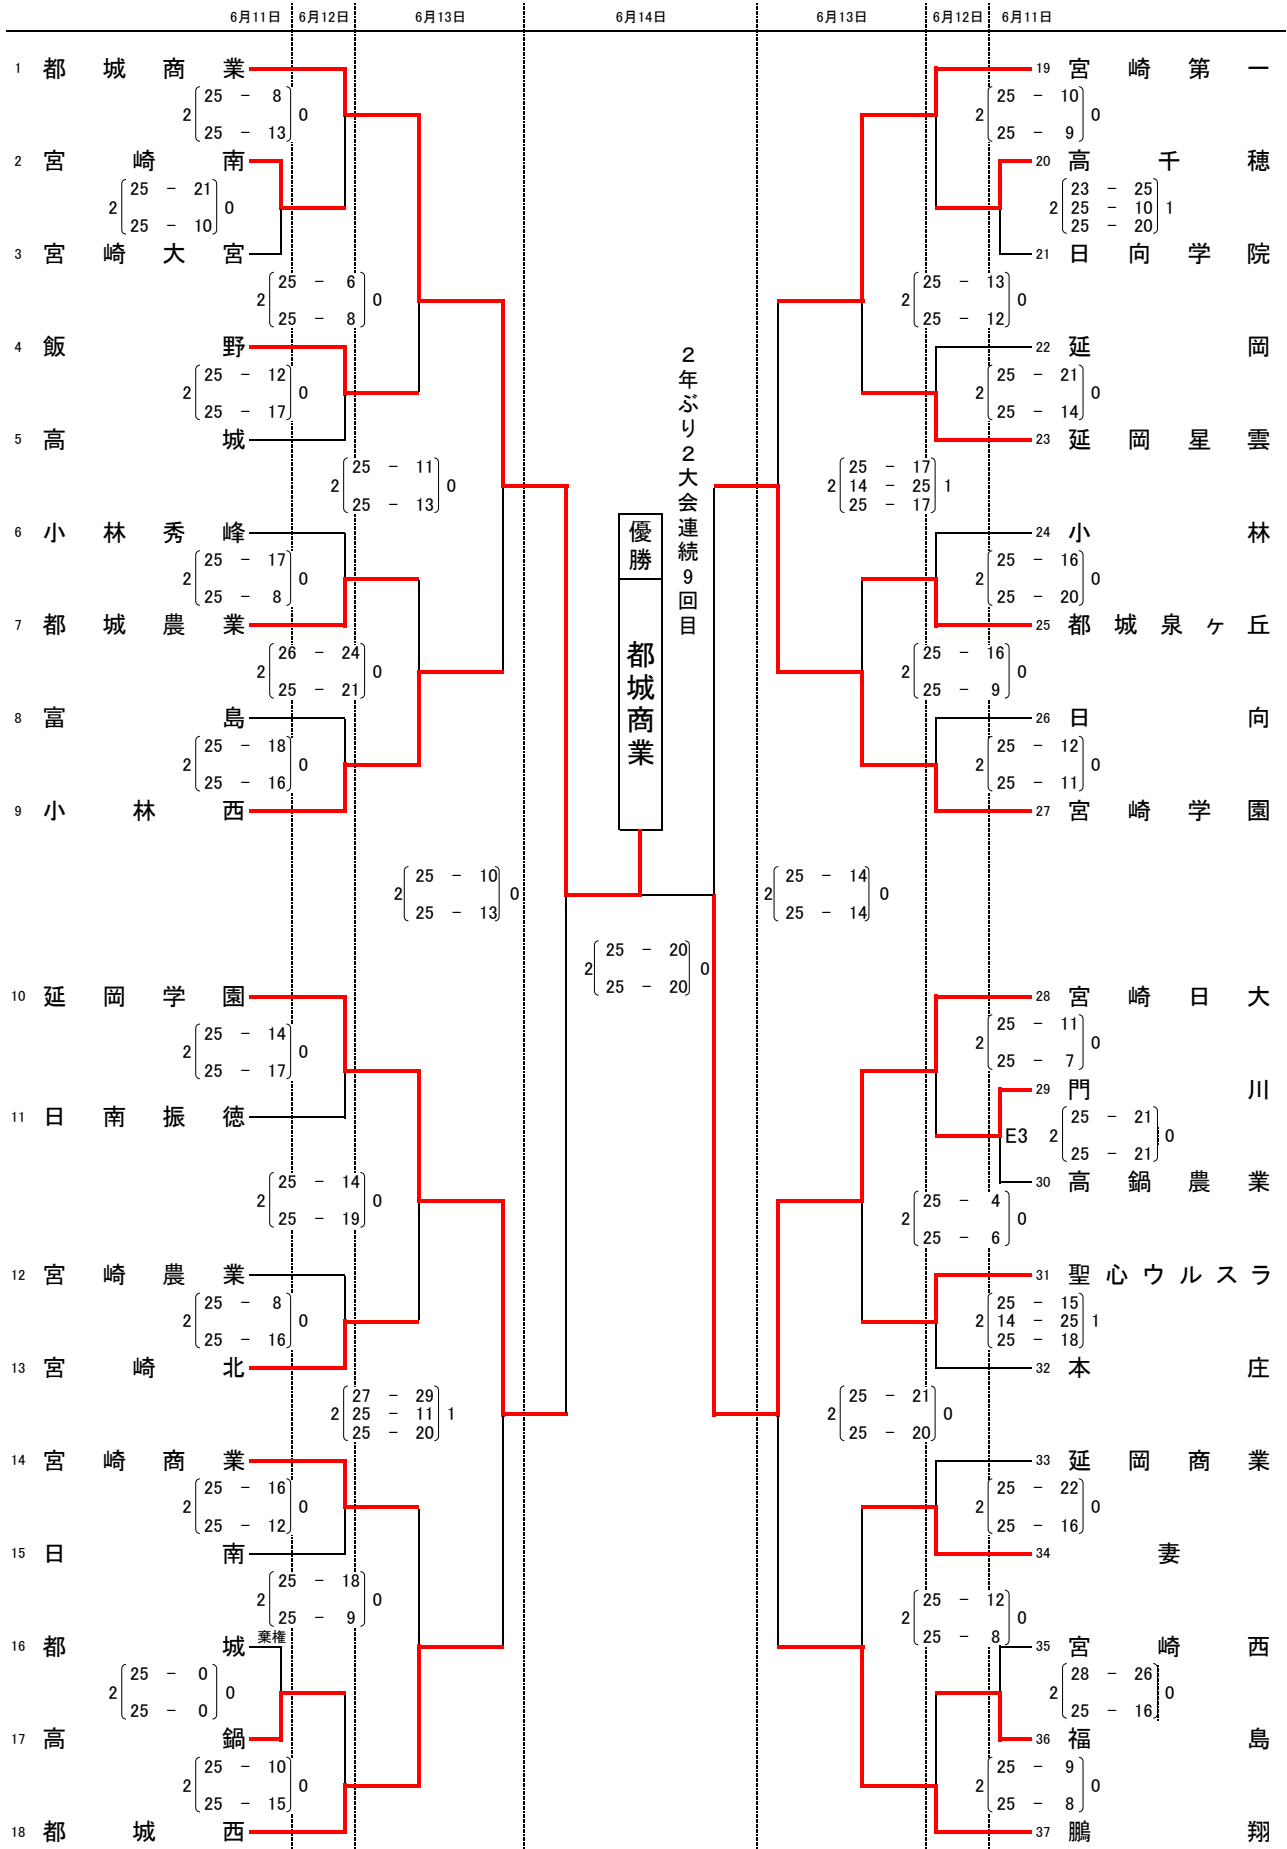 6月11日 6月12日 6月13日 6月14日 6月13日 6月12日 6月11日
1 都城商業
2 ( 25 - 8
25 - 13 ) 0
2 宮崎南
2 ( 25 - 21
25 - 10 ) 0
3 宮崎大宮
2 ( 25 - 6
25 - 8 ) 0
4 飯野
2 ( 25 - 12
25 - 17 ) 0
5 高城
2 ( 25 - 11
25 - 13 ) 0
6 小林秀峰
2 ( 25 - 17
25 - 8 ) 0
7 都城農業
2 ( 26 - 24
25 - 21 ) 0
8 富島
2 ( 25 - 18
25 - 16 ) 0
9 小林西
2 ( 25 - 10
25 - 13 ) 0
10 延岡学園
2 ( 25 - 14
25 - 17 ) 0
11 日南振徳
2 ( 25 - 14
25 - 19 ) 0
12 宮崎農業
2 ( 25 - 8
25 - 16 ) 0
13 宮崎北
2 ( 27 - 29
25 - 11
25 - 20 ) 1
14 宮崎商業
2 ( 25 - 16
25 - 12 ) 0
15 日南
2 ( 25 - 18
25 - 9 ) 0
棄権
16 都城
2 ( 25 - 0
25 - 0 ) 0
17 高鍋
2 ( 25 - 10
25 - 15 ) 0
18 都城西
2年ぶり2大会連続9回目
優勝
都城商業
2 ( 25 - 20
25 - 20 ) 0
19 宮崎第一
2 ( 25 - 10
25 - 9 ) 0
20 高千穂
2 ( 23 - 25
25 - 10
25 - 20 ) 1
21 日向学院
2 ( 25 - 13
25 - 12 ) 0
22 延岡
2 ( 25 - 21
25 - 14 ) 0
23 延岡星雲
2 ( 25 - 17
14 - 25
25 - 17 ) 1
24 小林
2 ( 25 - 16
25 - 20 ) 0
25 都城泉ヶ丘
2 ( 25 - 16
25 - 9 ) 0
26 日向
2 ( 25 - 12
25 - 11 ) 0
27 宮崎学園
2 ( 25 - 14
25 - 14 ) 0
28 宮崎日大
2 ( 25 - 11
25 - 7 ) 0
29 門川
E3 2 ( 25 - 21
25 - 21 ) 0
30 高鍋農業
2 ( 25 - 4
25 - 6 ) 0
31 聖心ウルスラ
2 ( 25 - 15
14 - 25
25 - 18 ) 1
32 本庄
2 ( 25 - 21
25 - 20 ) 0
33 延岡商業
2 ( 25 - 22
25 - 16 ) 0
34 妻
2 ( 25 - 12
25 - 8 ) 0
35 宮崎西
2 ( 28 - 26
25 - 16 ) 0
36 福島
2 ( 25 - 9
25 - 8 ) 0
37 鵬翔